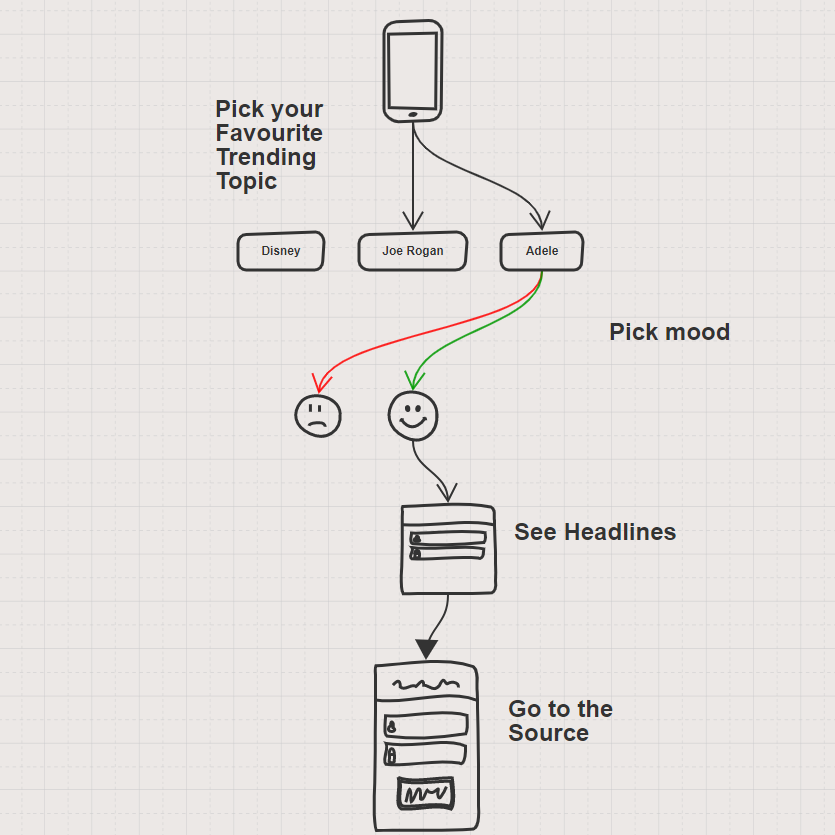 Pick your
Favourite
Trending
Topic
Disney
Joe Rogan
Adele
Pick mood
See Headlines
Go to the
Source